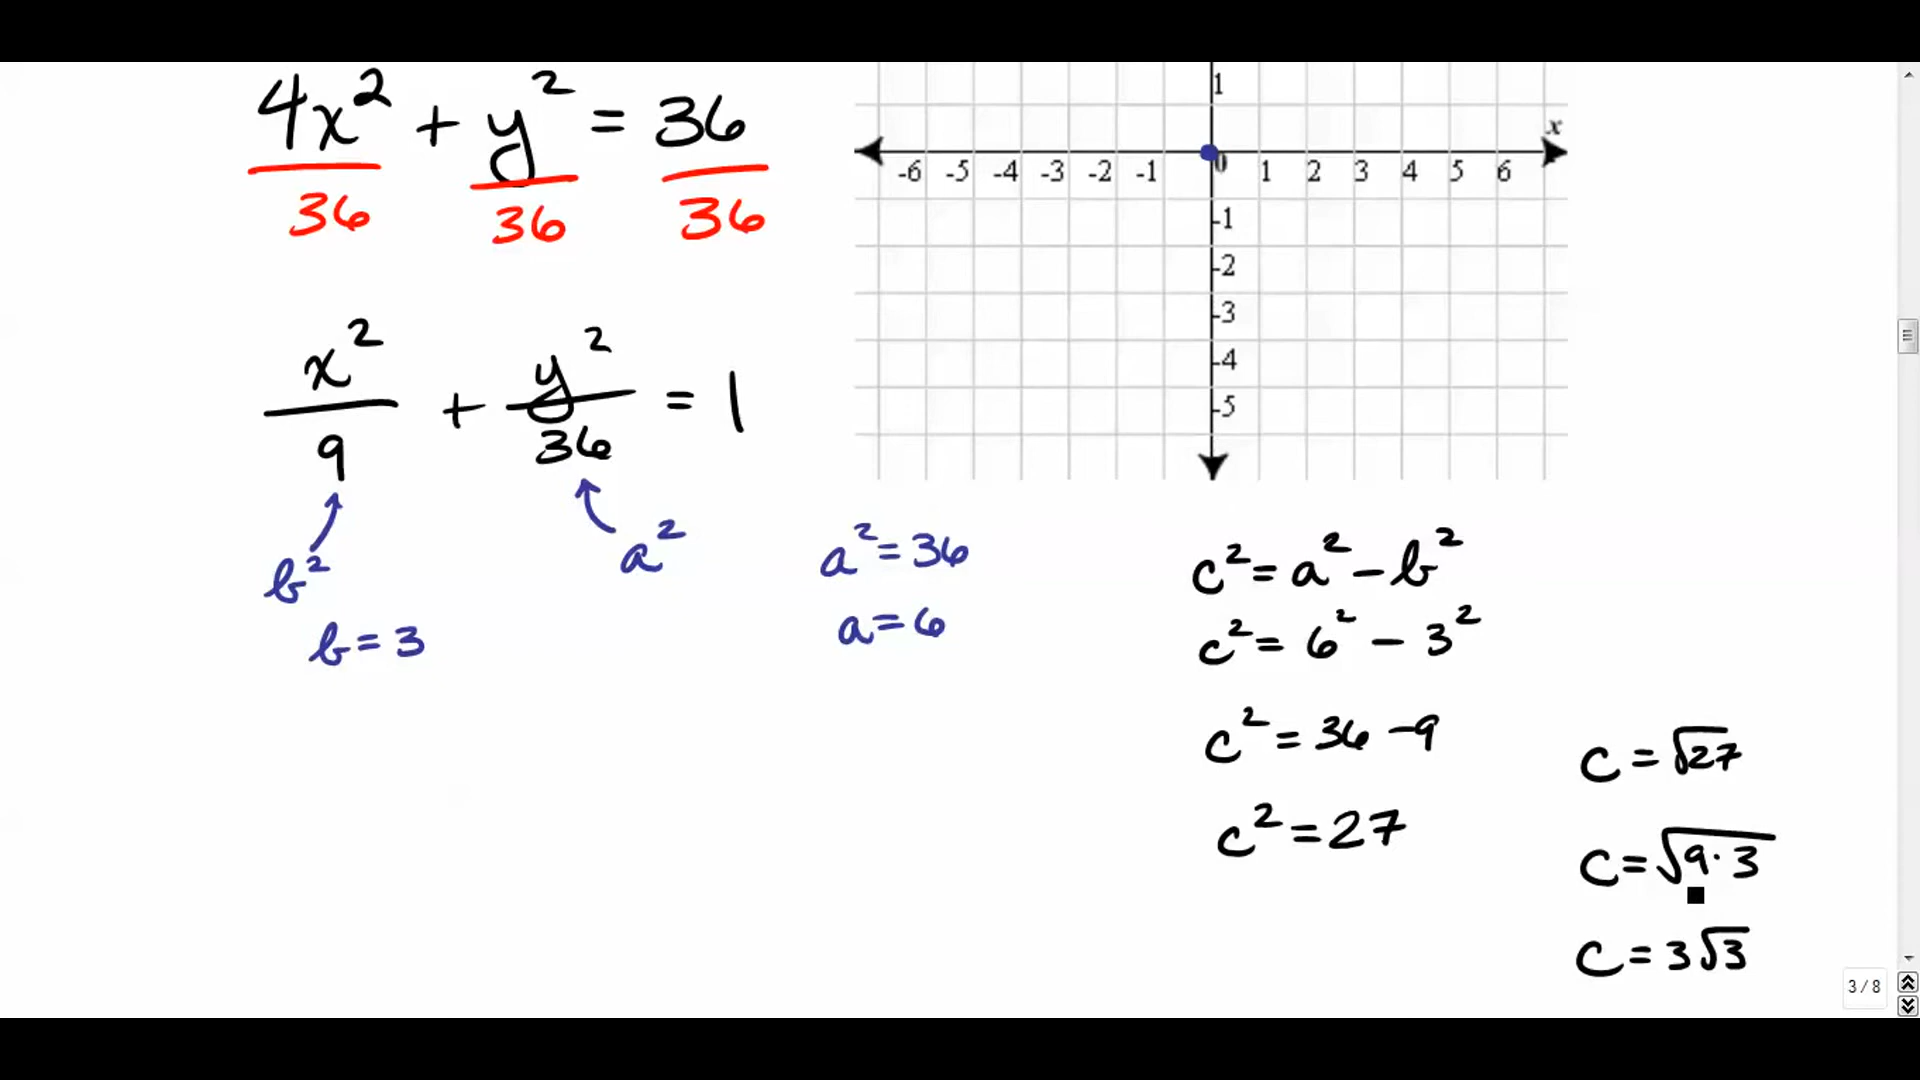 4x² + y² = 36
36 36 36
x²/9 + y²/36 = 1
b² a²
b = 3
a² = 36
a = 6
1
x
-6 -5 -4 -3 -2 -1 0 1 2 3 4 5 6
-1
-2
-3
-4
-5
c² = a² − b²
c² = 6² − 3²
c² = 36 − 9
c² = 27
c = √27
c = √9·3
c = 3√3
3 / 8